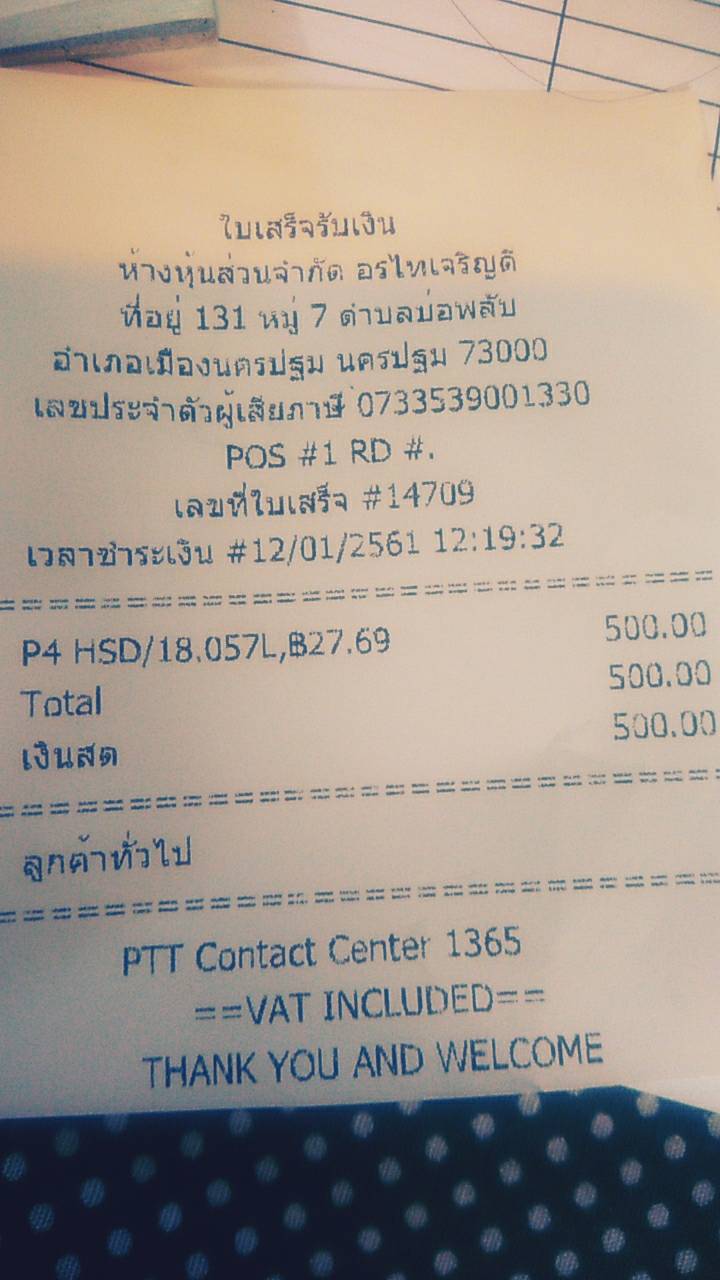 ใบเสร็จรับเงิน
ห้างหุ้นส่วนจำกัด อรไทเจริญดี
ที่อยู่ 131 หมู่ 7 ตำบลบ่อพลับ
อำเภอเมืองนครปฐม นครปฐม 73000
เลขประจำตัวผู้เสียภาษี 0733539001330
POS #1 RD #.
เลขที่ใบเสร็จ #14709
เวลาชำระเงิน #12/01/2561 12:19:32
P4 HSD/18.057L,฿27.69 500.00
Total 500.00
เงินสด 500.00
ลูกค้าทั่วไป
PTT Contact Center 1365
==VAT INCLUDED==
THANK YOU AND WELCOME